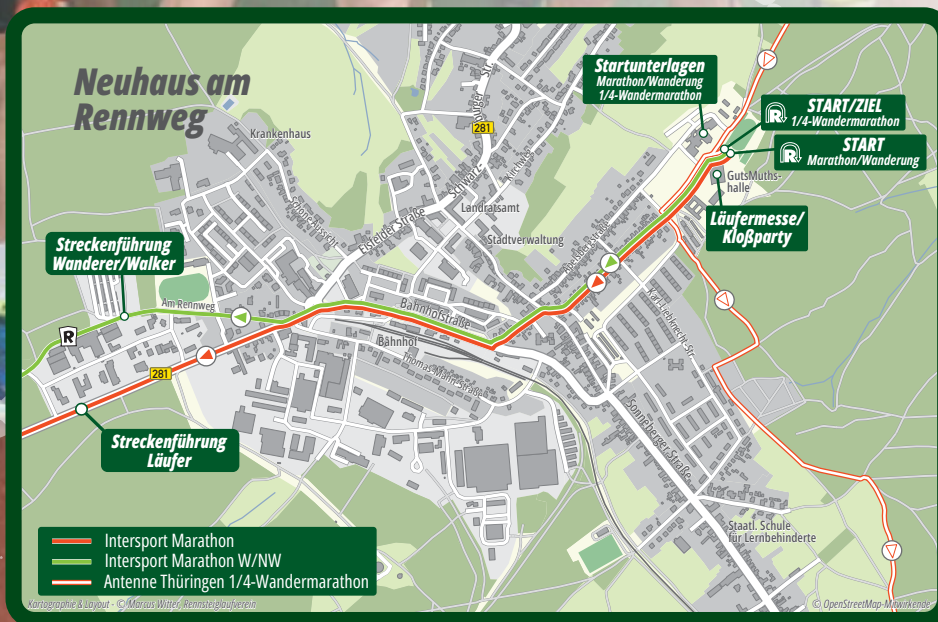 Neuhaus am
Rennweg
Startunterlagen
Marathon/Wanderung
1/4-Wandermarathon
START/ZIEL
1/4-Wandermarathon
START
Marathon/Wanderung
GutsMuths-
halle
Läufermesse/
Kloßparty
Krankenhaus
281
Kirchweg
Landratsamt
Eisfelder Straße
Stadtverwaltung
Streckenführung
Wanderer/Walker
Am Rennweg
R
Bahnhofstraße
Bahnhof
Thomas-Mann-Straße
Karl-Liebknecht-Str.
281
Sonneberger Straße
Streckenführung
Läufer
Staatl. Schule
für Lernbehinderte
Intersport Marathon
Intersport Marathon W/NW
Antenne Thüringen 1/4-Wandermarathon
Kartographie & Layout - © Marcus Witter, Rennsteiglaufverein
© OpenStreetMap-Mitwirkende